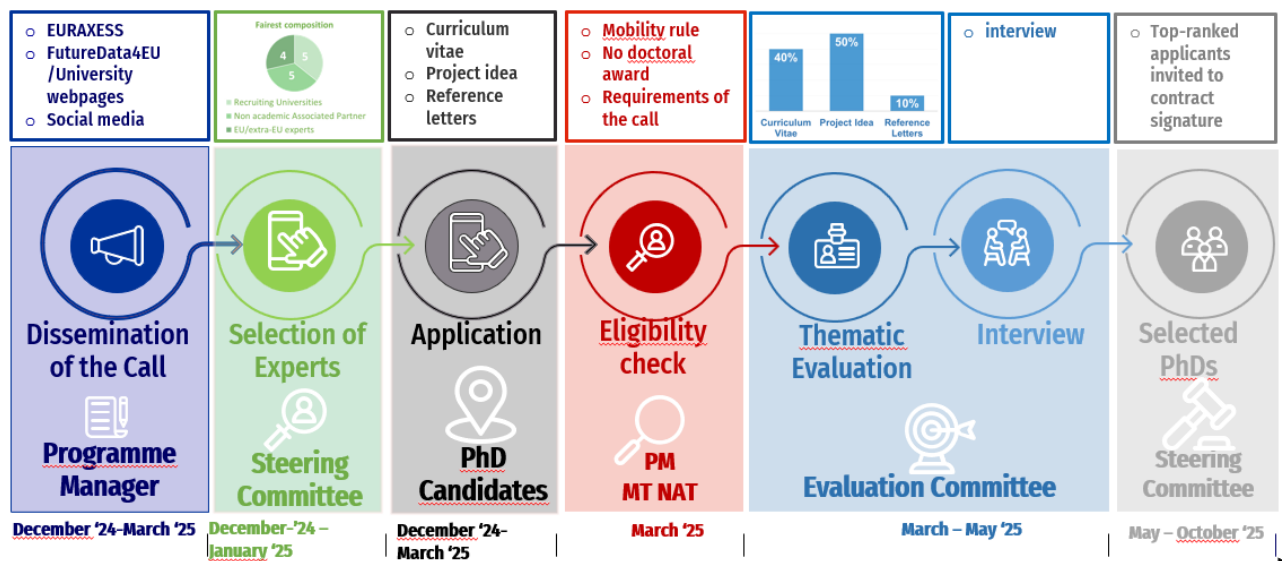 EURAXESS
FutureData4EU
/University
webpages
Social media
Fairest composition
4
5
5
Recruiting Universities
Non academic Associated Partner
EU/extra-EU experts
Curriculum
vitae
Project idea
Reference
letters
Mobility rule
No doctoral
award
Requirements of
the call
40%
50%
10%
Curriculum
Vitae
Project Idea
Reference
Letters
interview
Top-ranked
applicants
invited to
contract
signature
Dissemination
of the Call
Programme
Manager
December ‘24-March ‘25
Selection of
Experts
Steering
Committee
December-’24 –
January ‘25
Application
PhD
Candidates
December ‘24-
March ‘25
Eligibility
check
PM
MT NAT
March ‘25
Thematic
Evaluation
Interview
Evaluation Committee
March – May ‘25
Selected
PhDs
Steering
Committee
May – October ‘25